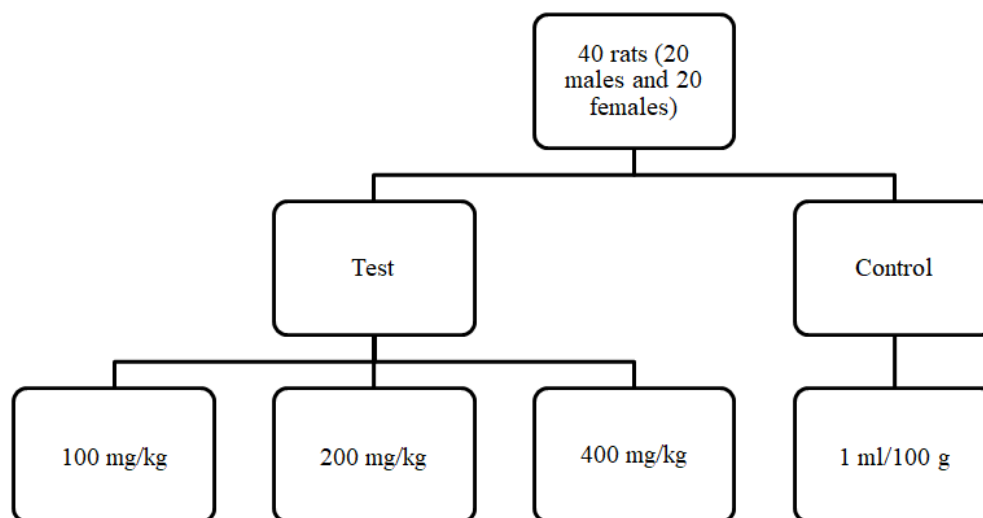 40 rats (20
males and 20
females)
Test
Control
100 mg/kg
200 mg/kg
400 mg/kg
1 ml/100 g